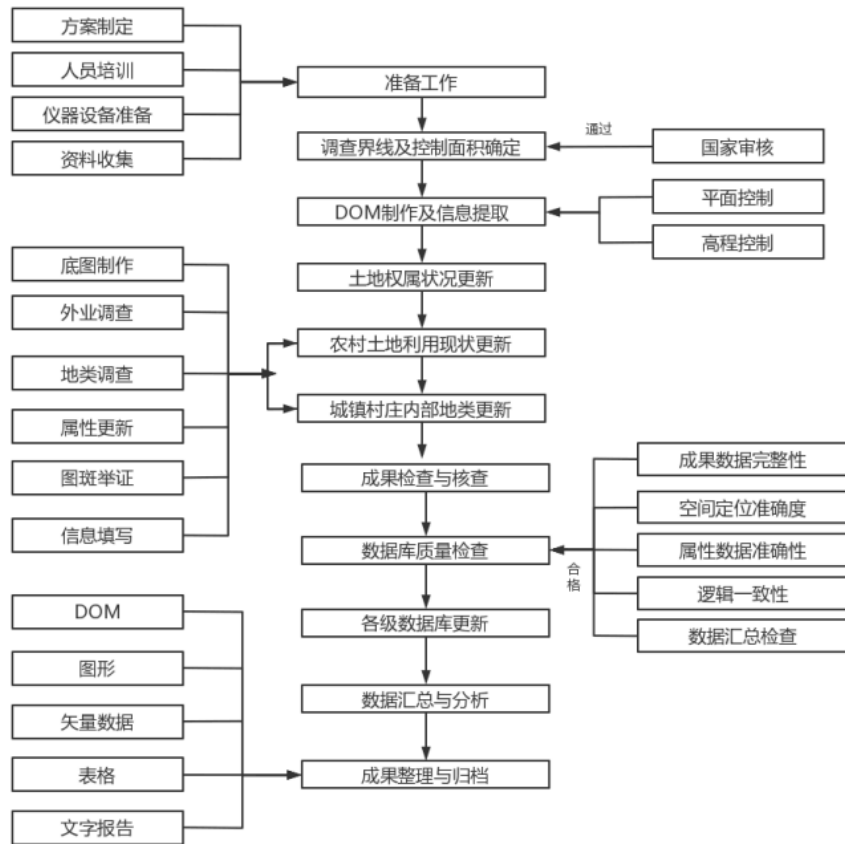 方案制定
人员培训
仪器设备准备
资料收集
准备工作
调查界线及控制面积确定
通过
国家审核
DOM制作及信息提取
平面控制
高程控制
土地权属状况更新
底图制作
外业调查
地类调查
属性更新
图斑举证
信息填写
农村土地利用现状更新
城镇村庄内部地类更新
成果检查与核查
数据库质量检查
合格
成果数据完整性
空间定位准确度
属性数据准确性
逻辑一致性
数据汇总检查
各级数据库更新
数据汇总与分析
DOM
图形
矢量数据
表格
文字报告
成果整理与归档